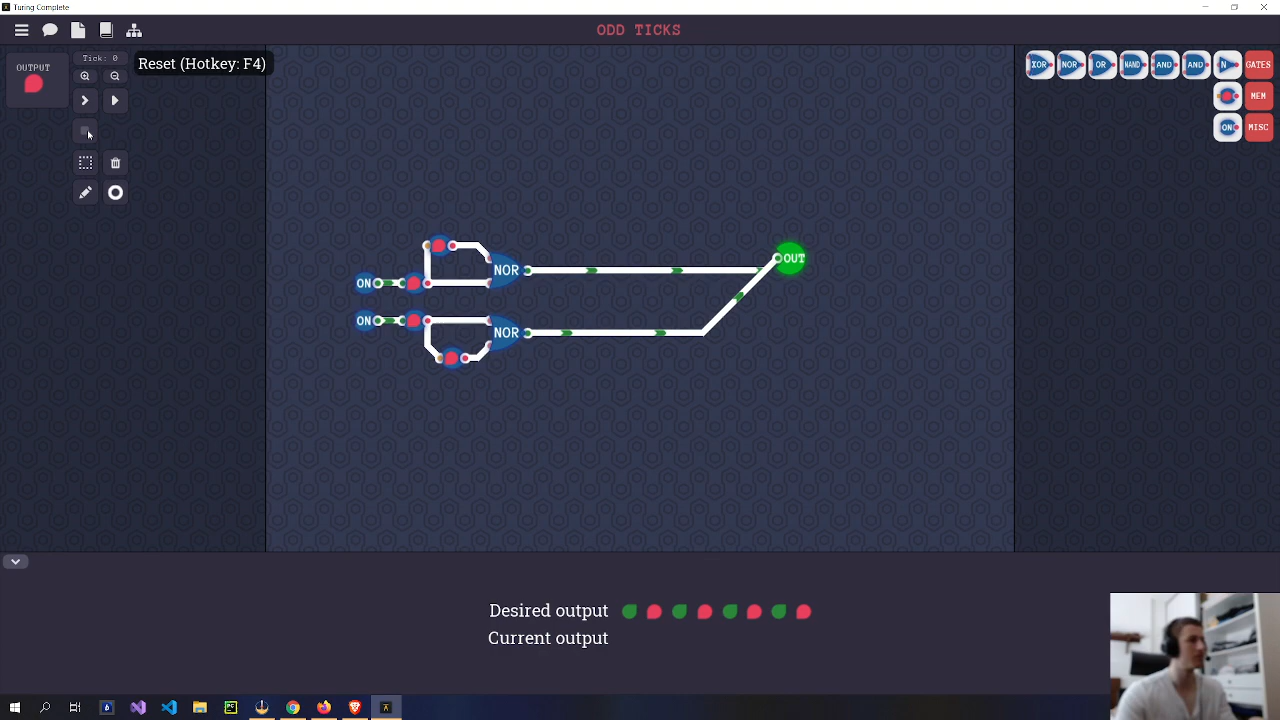 Turing Complete
ODD TICKS
OUTPUT
Tick: 0
Reset (Hotkey: F4)
XOR NOR OR NAND AND AND N GATES
MEM
ON MISC
NOR
ON
ON
NOR
OUT
Desired output
Current output